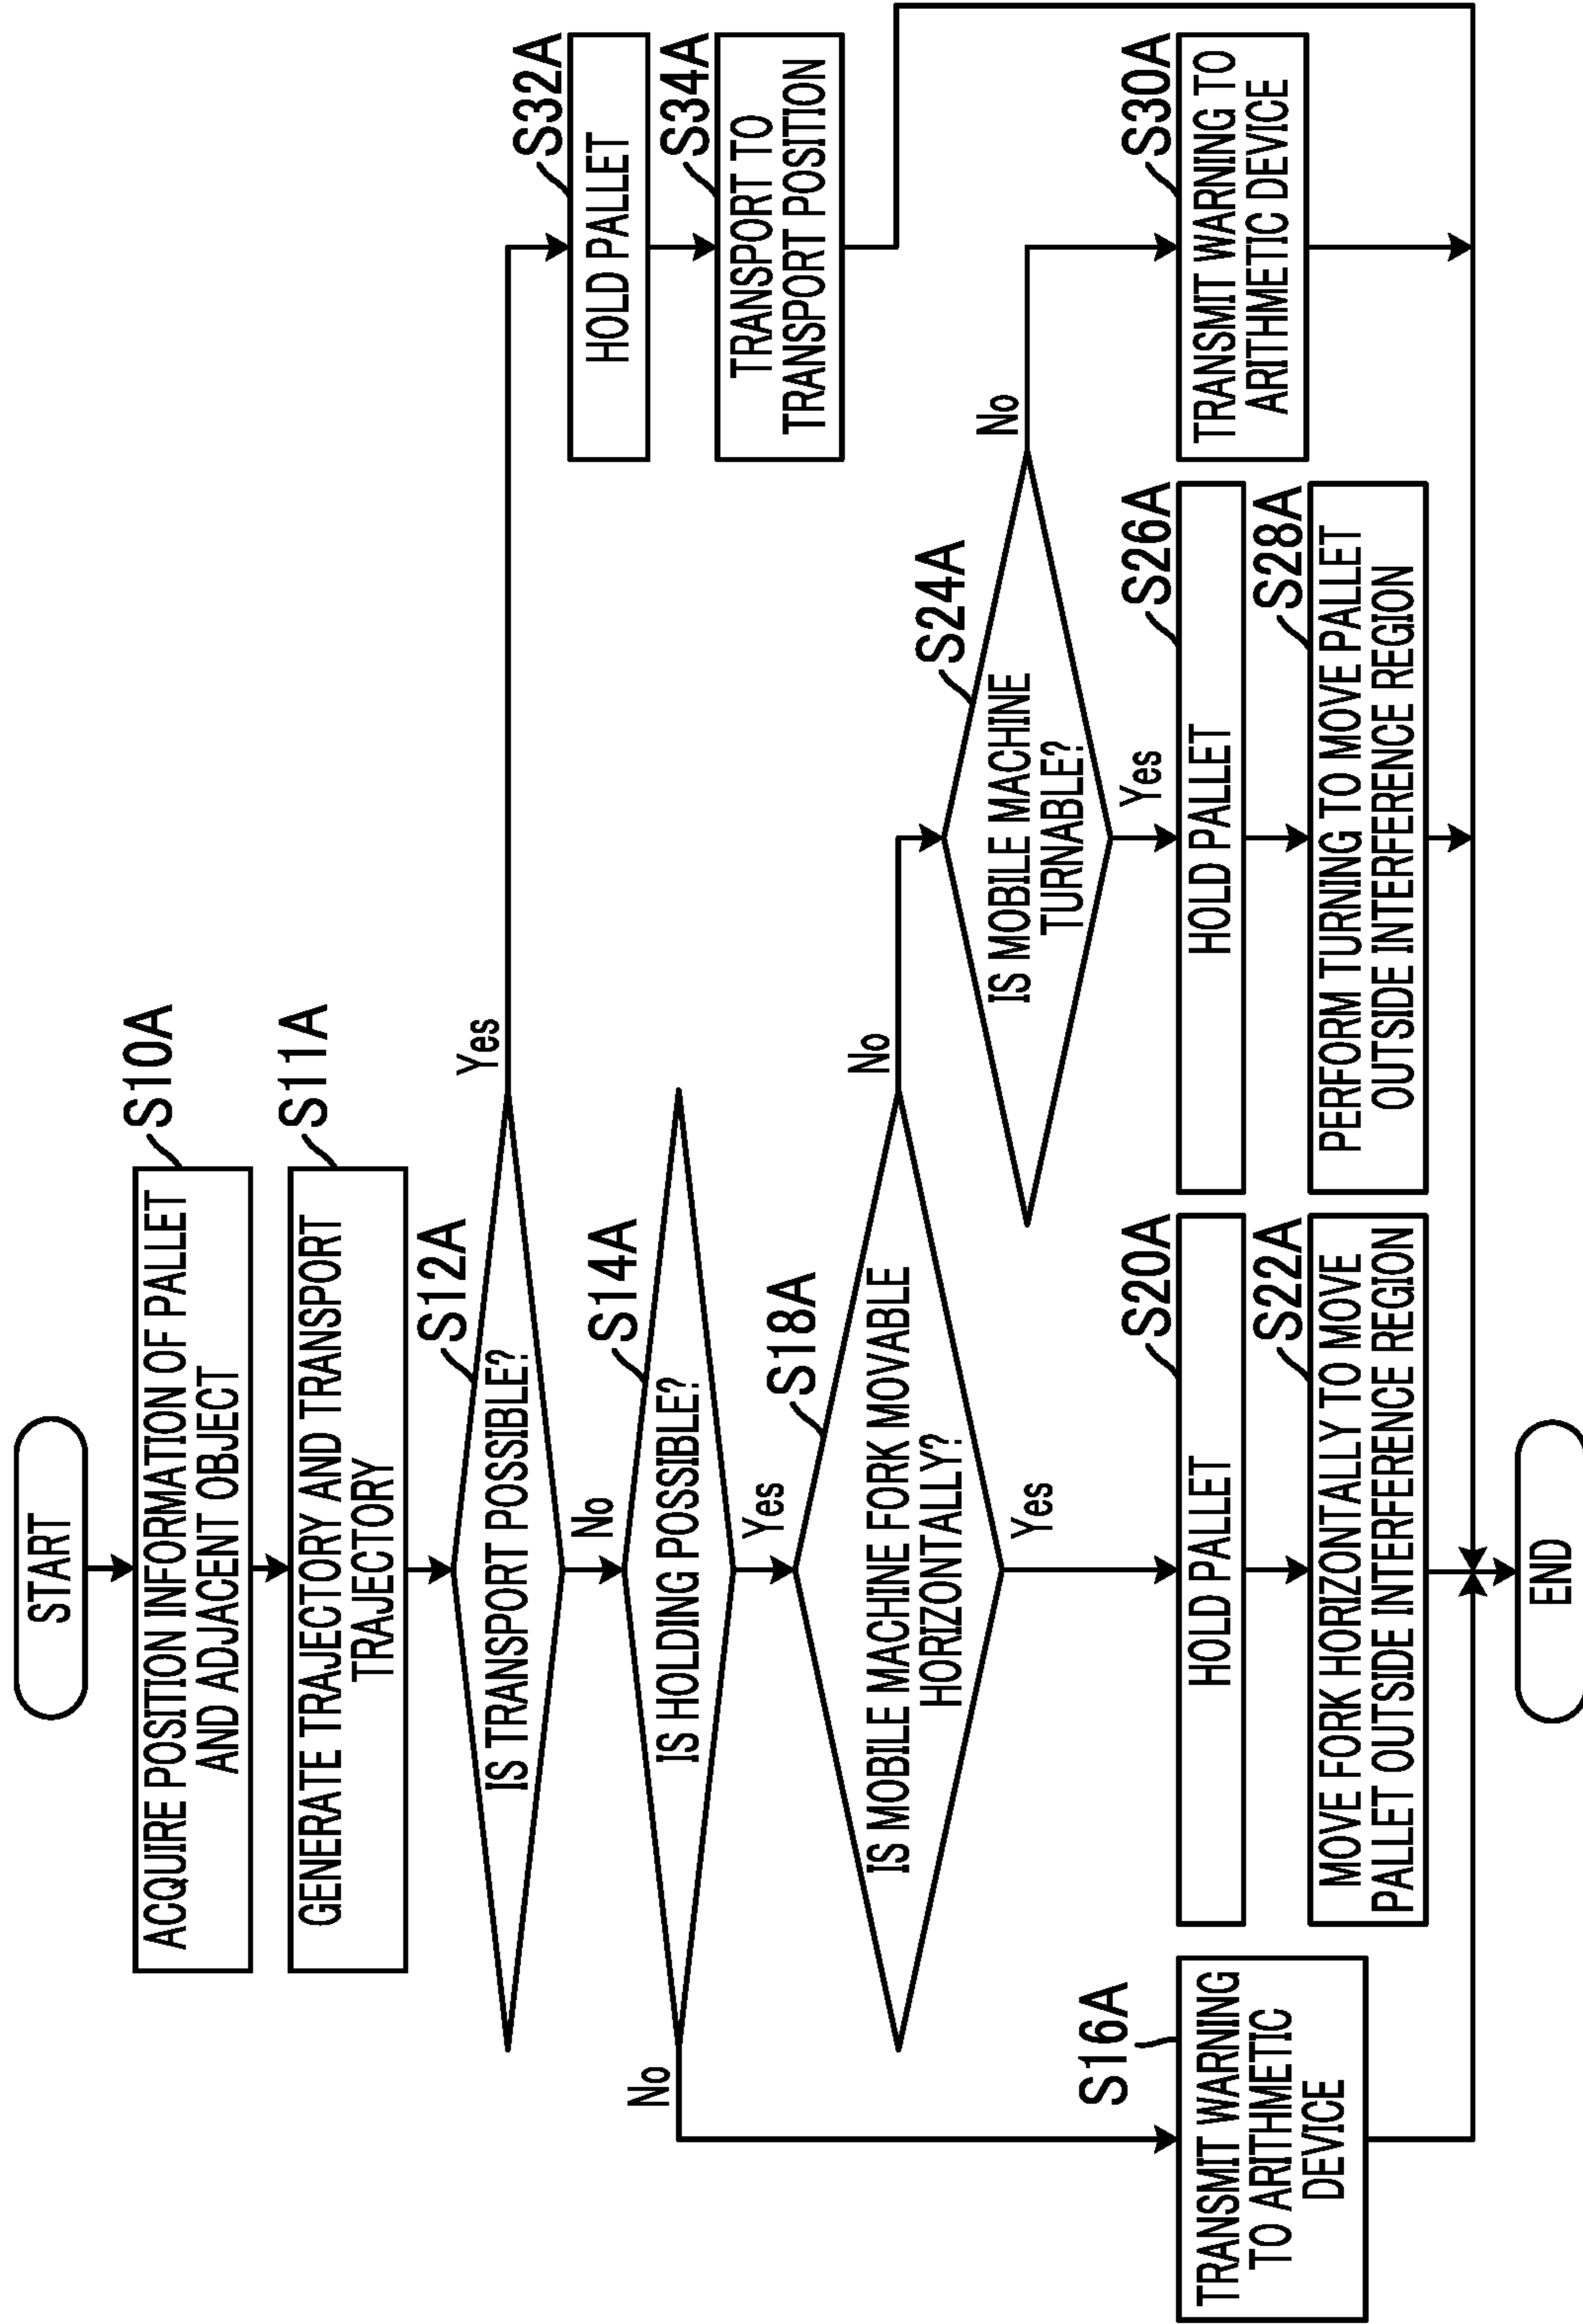 START
S10A
ACQUIRE POSITION INFORMATION OF PALLET
AND ADJACENT OBJECT
S11A
GENERATE TRAJECTORY AND TRANSPORT
TRAJECTORY
S12A
IS TRANSPORT POSSIBLE?
Yes
No
S32A
HOLD PALLET
S34A
TRANSPORT TO
TRANSPORT POSITION
S14A
IS HOLDING POSSIBLE?
No
Yes
S18A
IS MOBILE MACHINE FORK MOVABLE
HORIZONTALLY?
No
Yes
S24A
IS MOBILE MACHINE
TURNABLE?
No
Yes
S16A
TRANSMIT WARNING
TO ARITHMETIC
DEVICE
S20A
HOLD PALLET
S22A
MOVE FORK HORIZONTALLY TO MOVE
PALLET OUTSIDE INTERFERENCE REGION
S26A
HOLD PALLET
S28A
PERFORM TURNING TO MOVE PALLET
OUTSIDE INTERFERENCE REGION
S30A
TRANSMIT WARNING TO
ARITHMETIC DEVICE
END